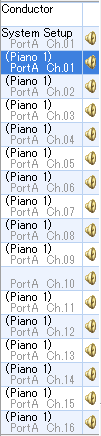 Conductor
System Setup
PortA Ch.01
(Piano 1)
PortA Ch.01
(Piano 1)
PortA Ch.02
(Piano 1)
PortA Ch.03
(Piano 1)
PortA Ch.04
(Piano 1)
PortA Ch.05
(Piano 1)
PortA Ch.06
(Piano 1)
PortA Ch.07
(Piano 1)
PortA Ch.08
(Piano 1)
PortA Ch.09
PortA Ch.10
(Piano 1)
PortA Ch.11
(Piano 1)
PortA Ch.12
(Piano 1)
PortA Ch.13
(Piano 1)
PortA Ch.14
(Piano 1)
PortA Ch.15
(Piano 1)
PortA Ch.16